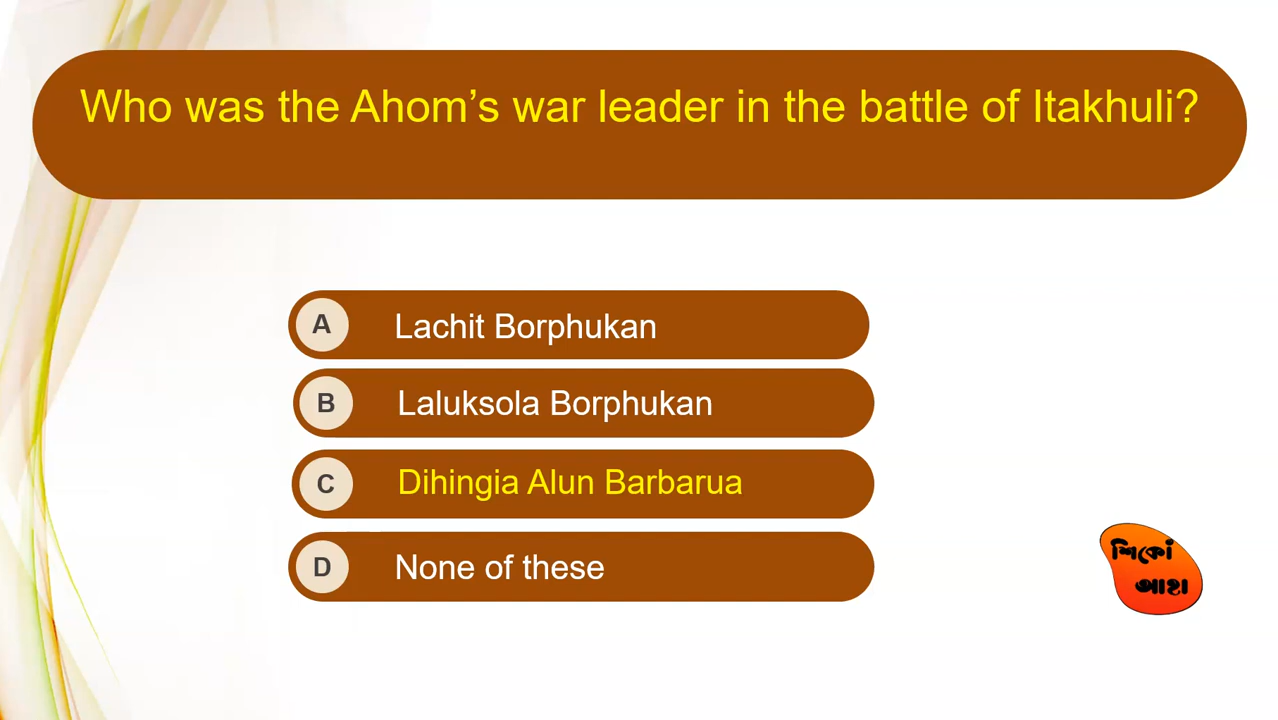 Who was the Ahom’s war leader in the battle of Itakhuli?
A Lachit Borphukan
B Laluksola Borphukan
C Dihingia Alun Barbarua
D None of these
শিকোঁ
আহা